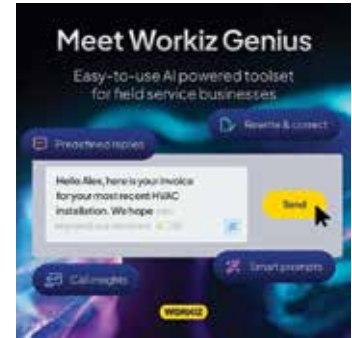 Meet Workiz Genius
Easy-to-use AI powered toolset
for field service businesses
Rewrite & correct
Predefined replies
Hello Alex, here is your invoice
for your most recent HVAC
installation. We hope
Send
Call insights
Smart prompts
WORKIZ